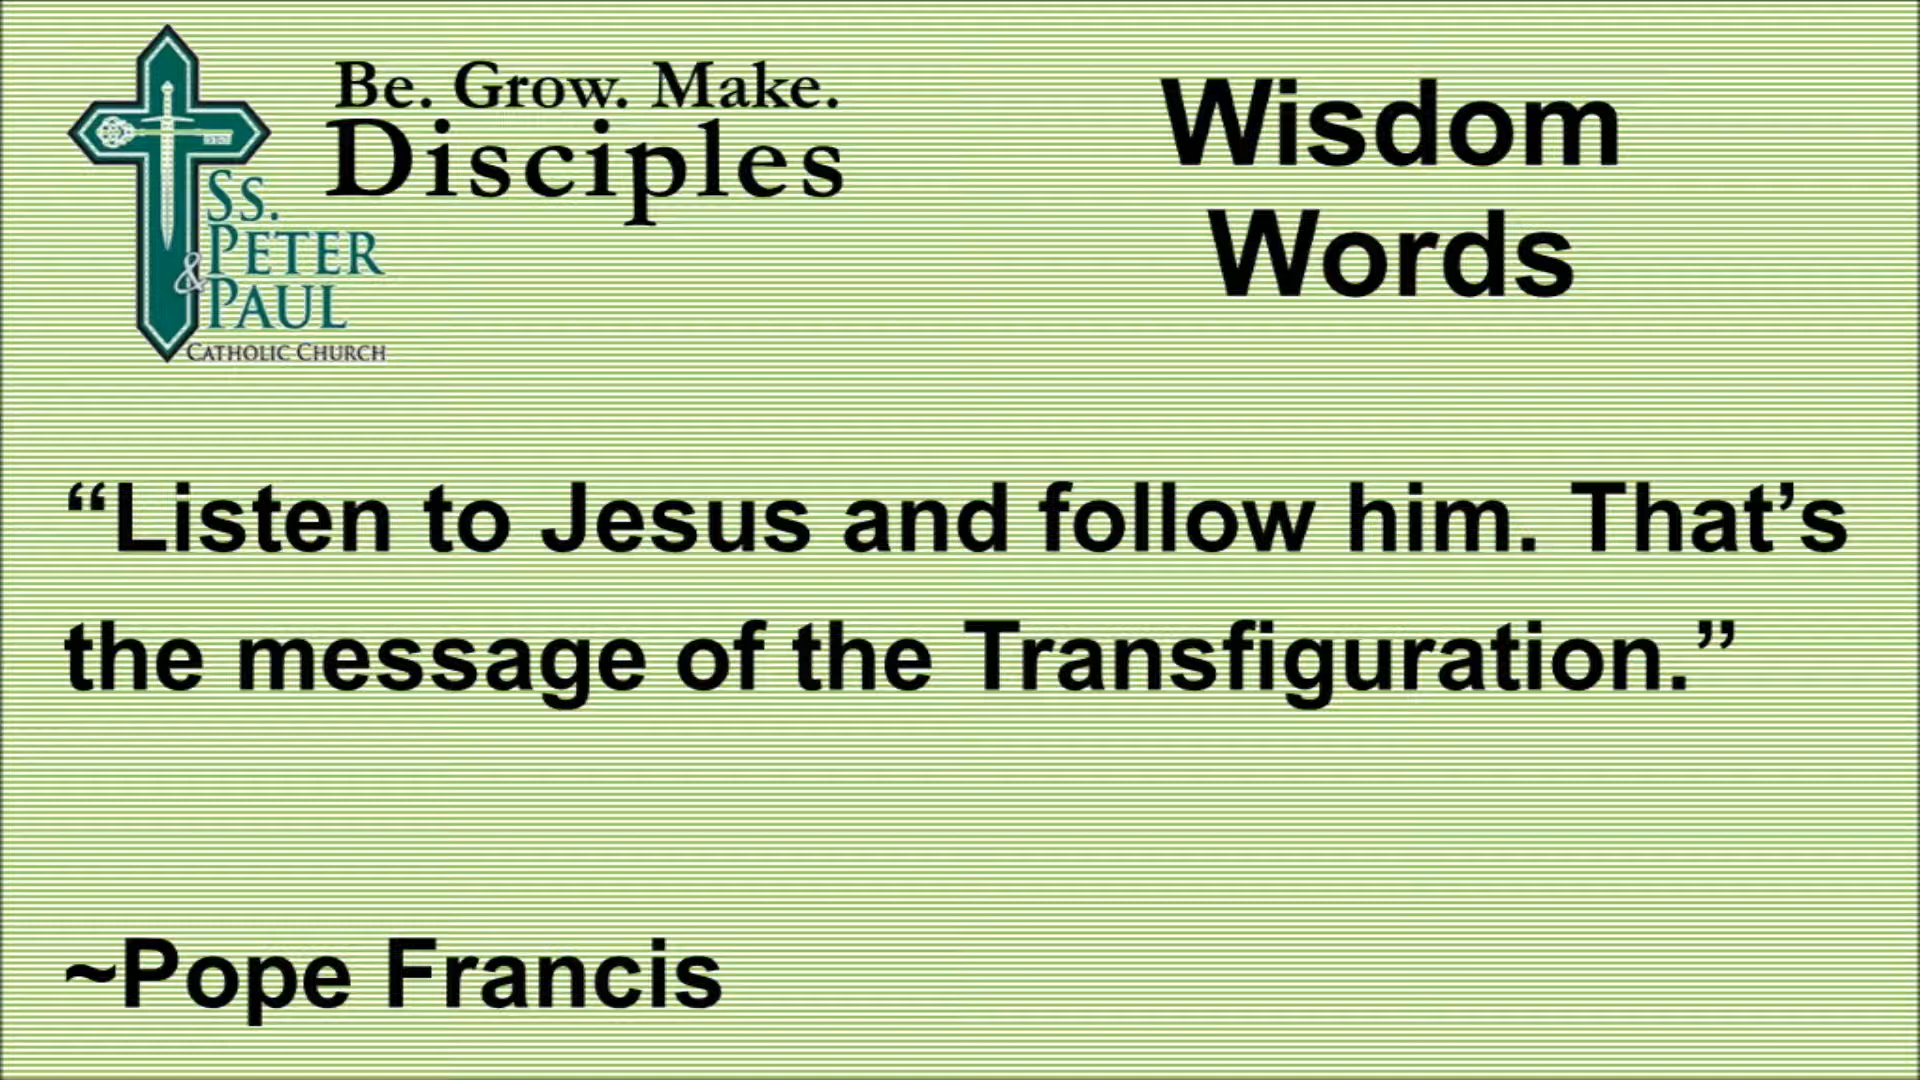 Be. Grow. Make.
Disciples
Ss.
Peter
& Paul
Catholic Church
Wisdom
Words
“Listen to Jesus and follow him. That’s
the message of the Transfiguration.”
~Pope Francis